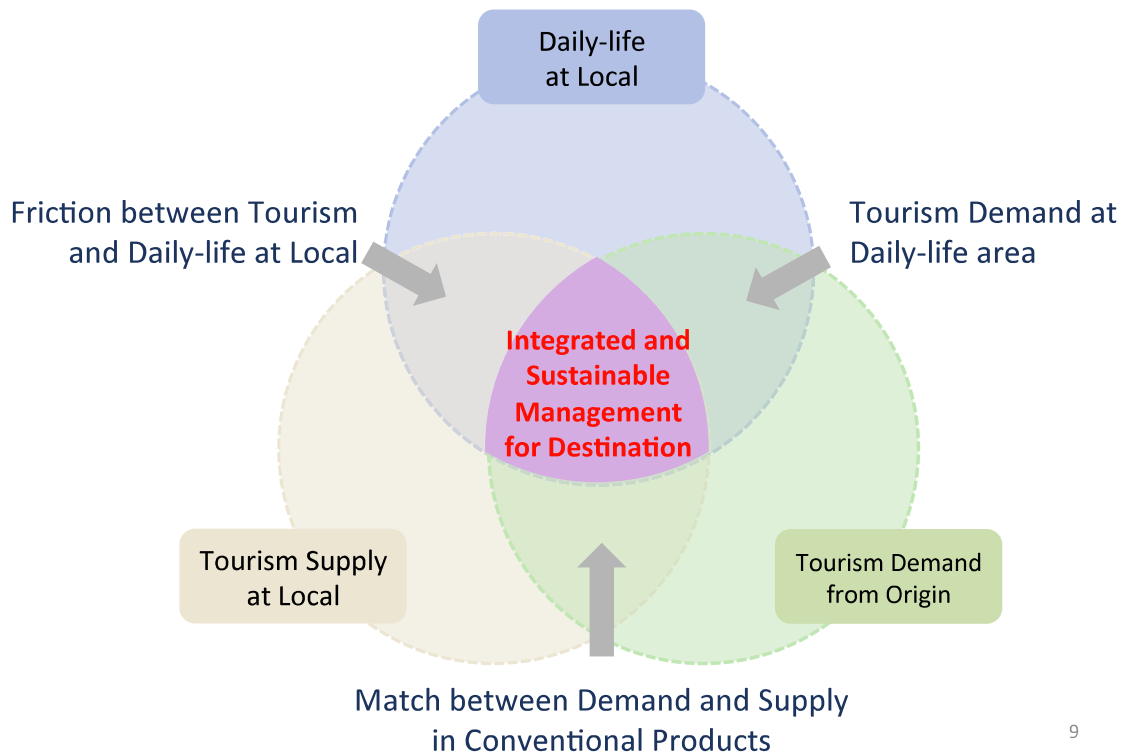 Daily-life
at Local
Friction between Tourism
and Daily-life at Local
Tourism Demand at
Daily-life area
Integrated and
Sustainable
Management
for Destination
Tourism Supply
at Local
Tourism Demand
from Origin
Match between Demand and Supply
in Conventional Products
9